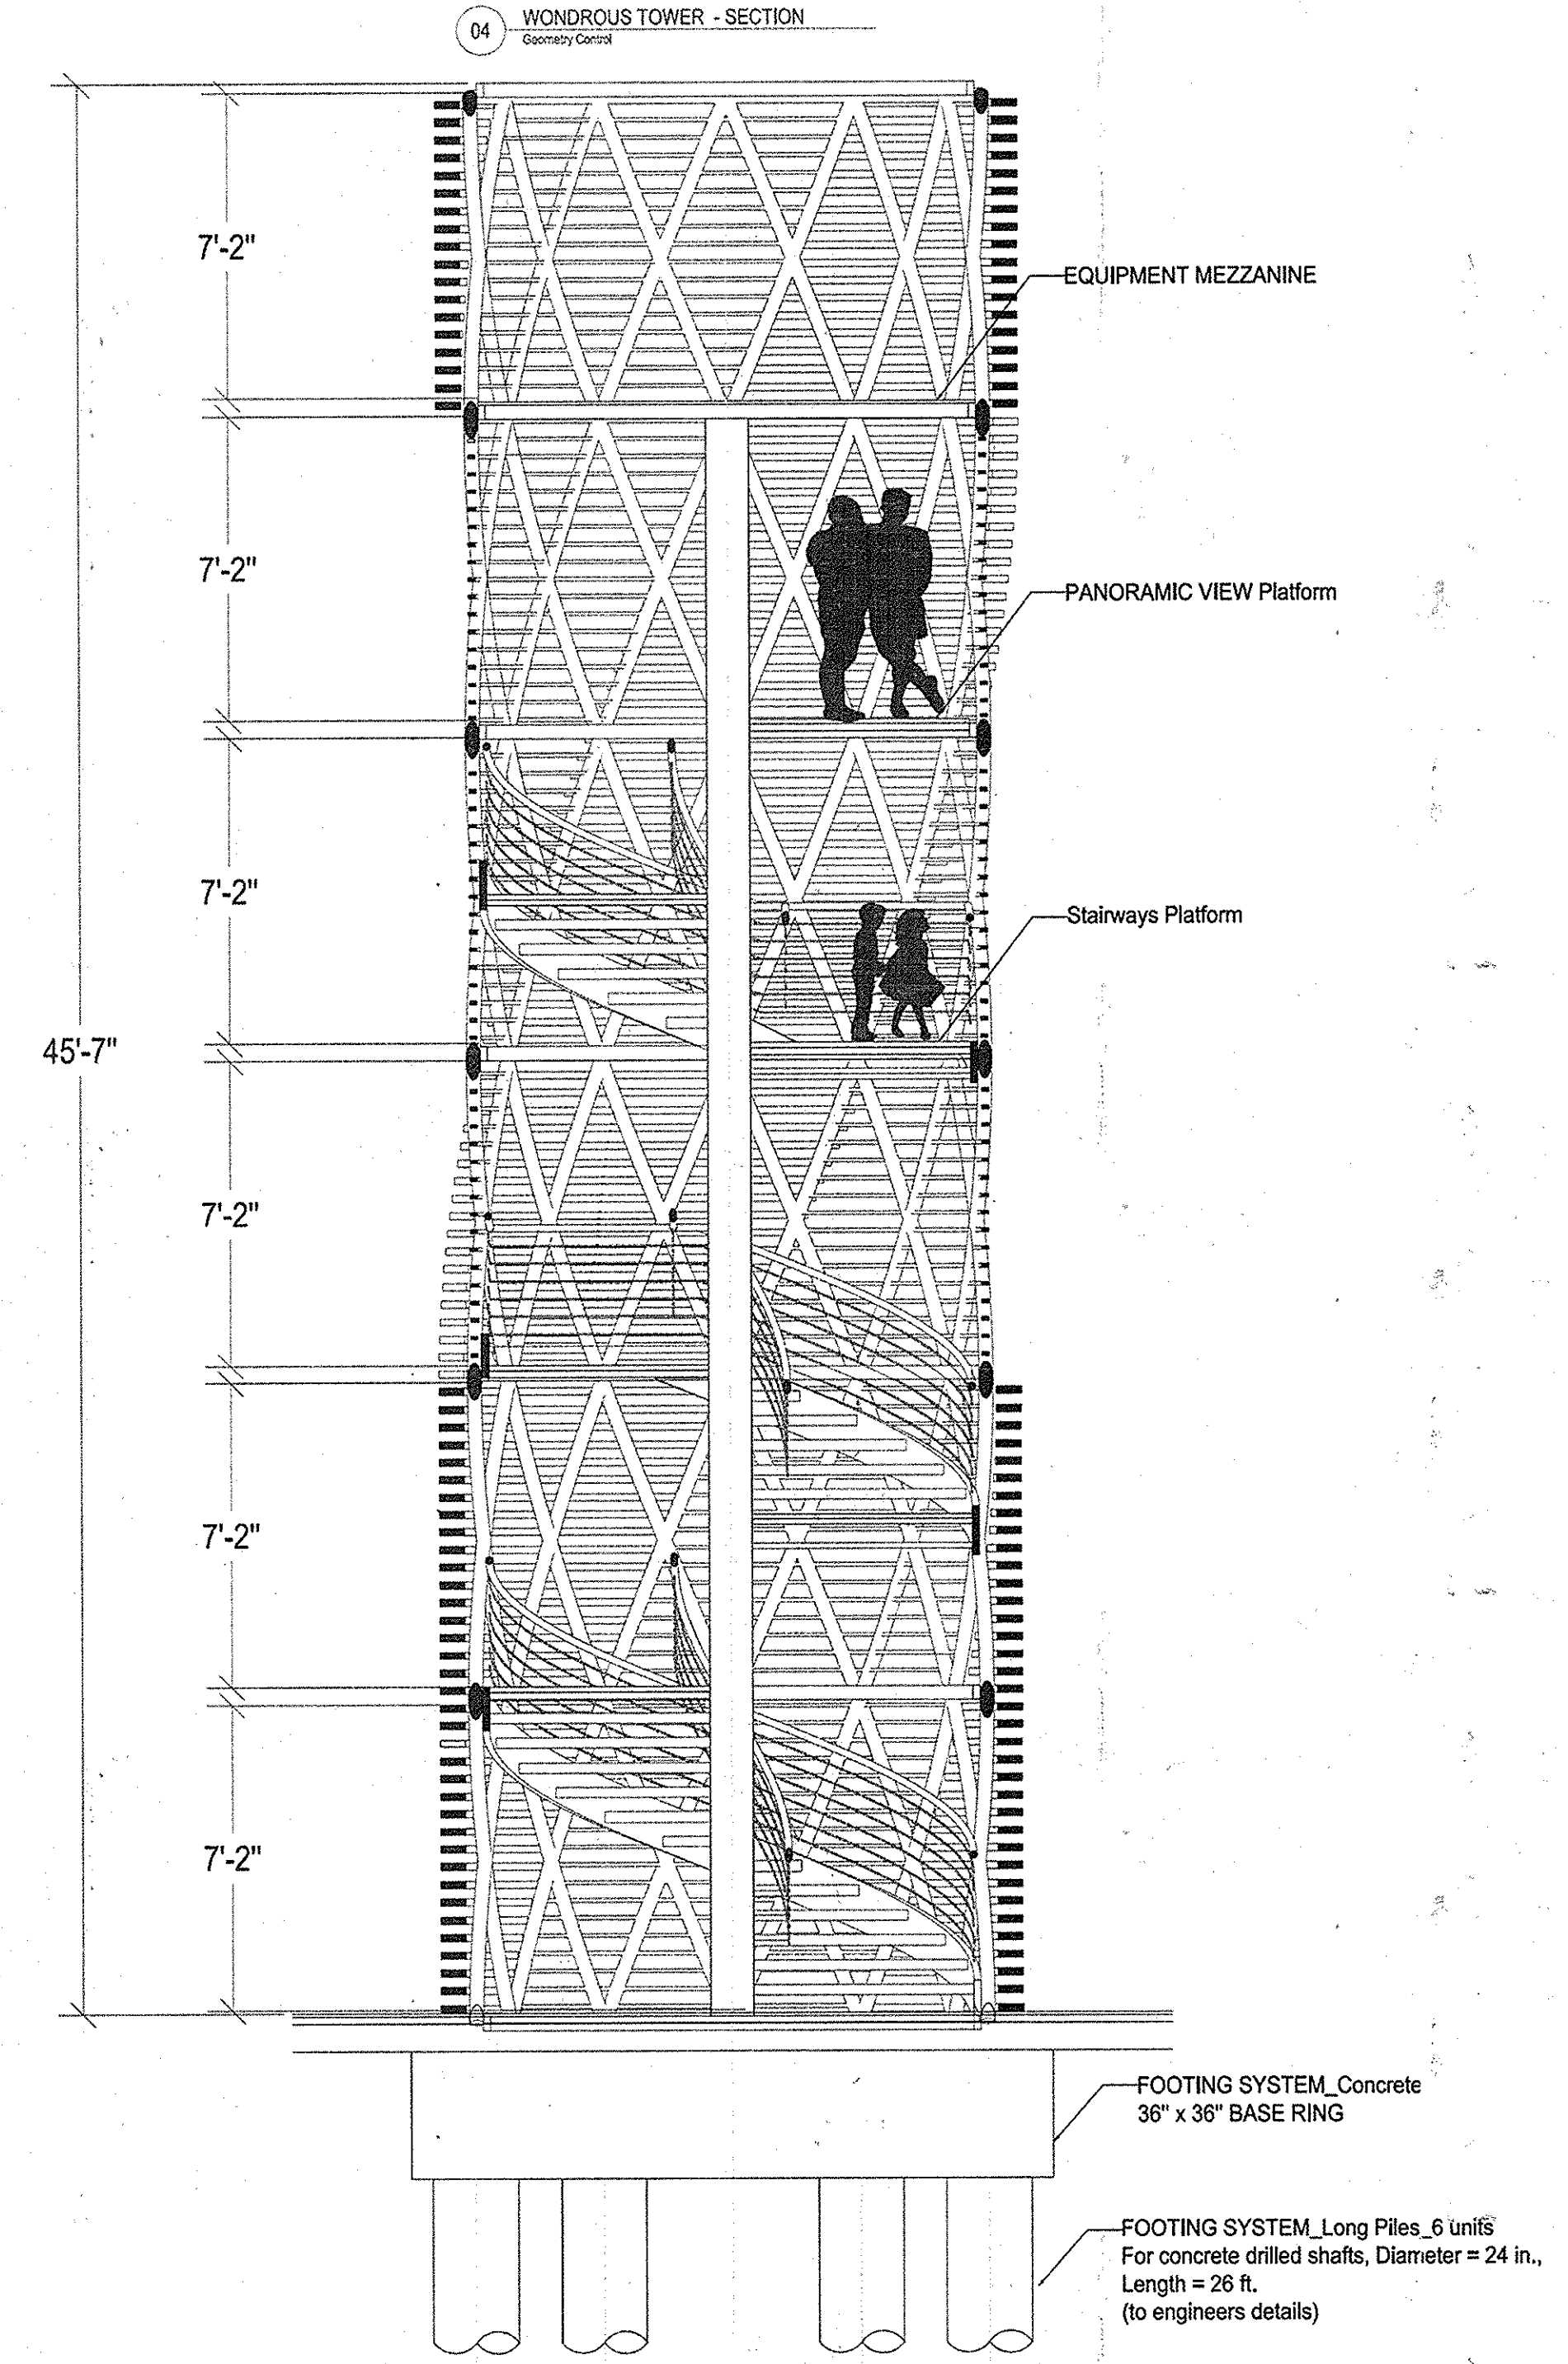 04
WONDROUS TOWER - SECTION
Geometry Control
7'-2"
EQUIPMENT MEZZANINE
7'-2"
PANORAMIC VIEW Platform
7'-2"
Stairways Platform
45'-7"
7'-2"
7'-2"
7'-2"
FOOTING SYSTEM_Concrete
36" x 36" BASE RING
FOOTING SYSTEM_Long Piles_6 units
For concrete drilled shafts, Diameter = 24 in.,
Length = 26 ft.
(to engineers details)